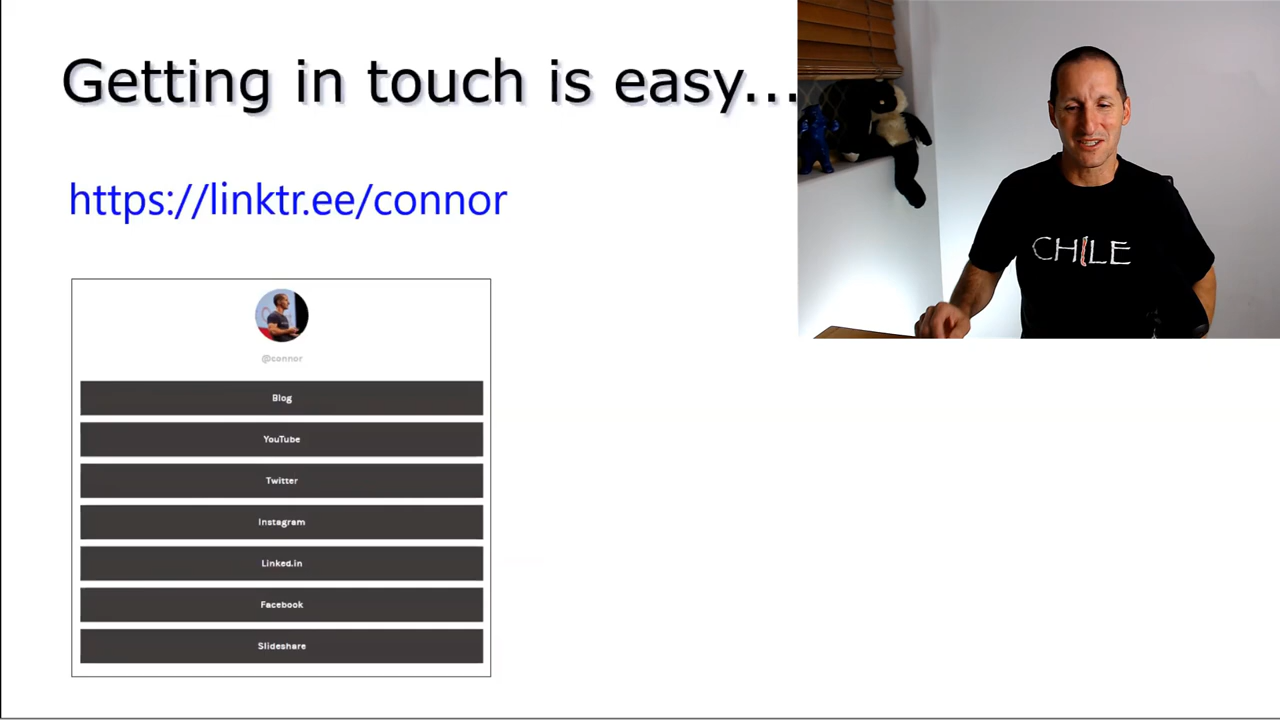 Getting in touch is easy...
https://linktr.ee/connor
@connor
Blog
YouTube
Twitter
Instagram
Linked.in
Facebook
Slideshare
CHILE